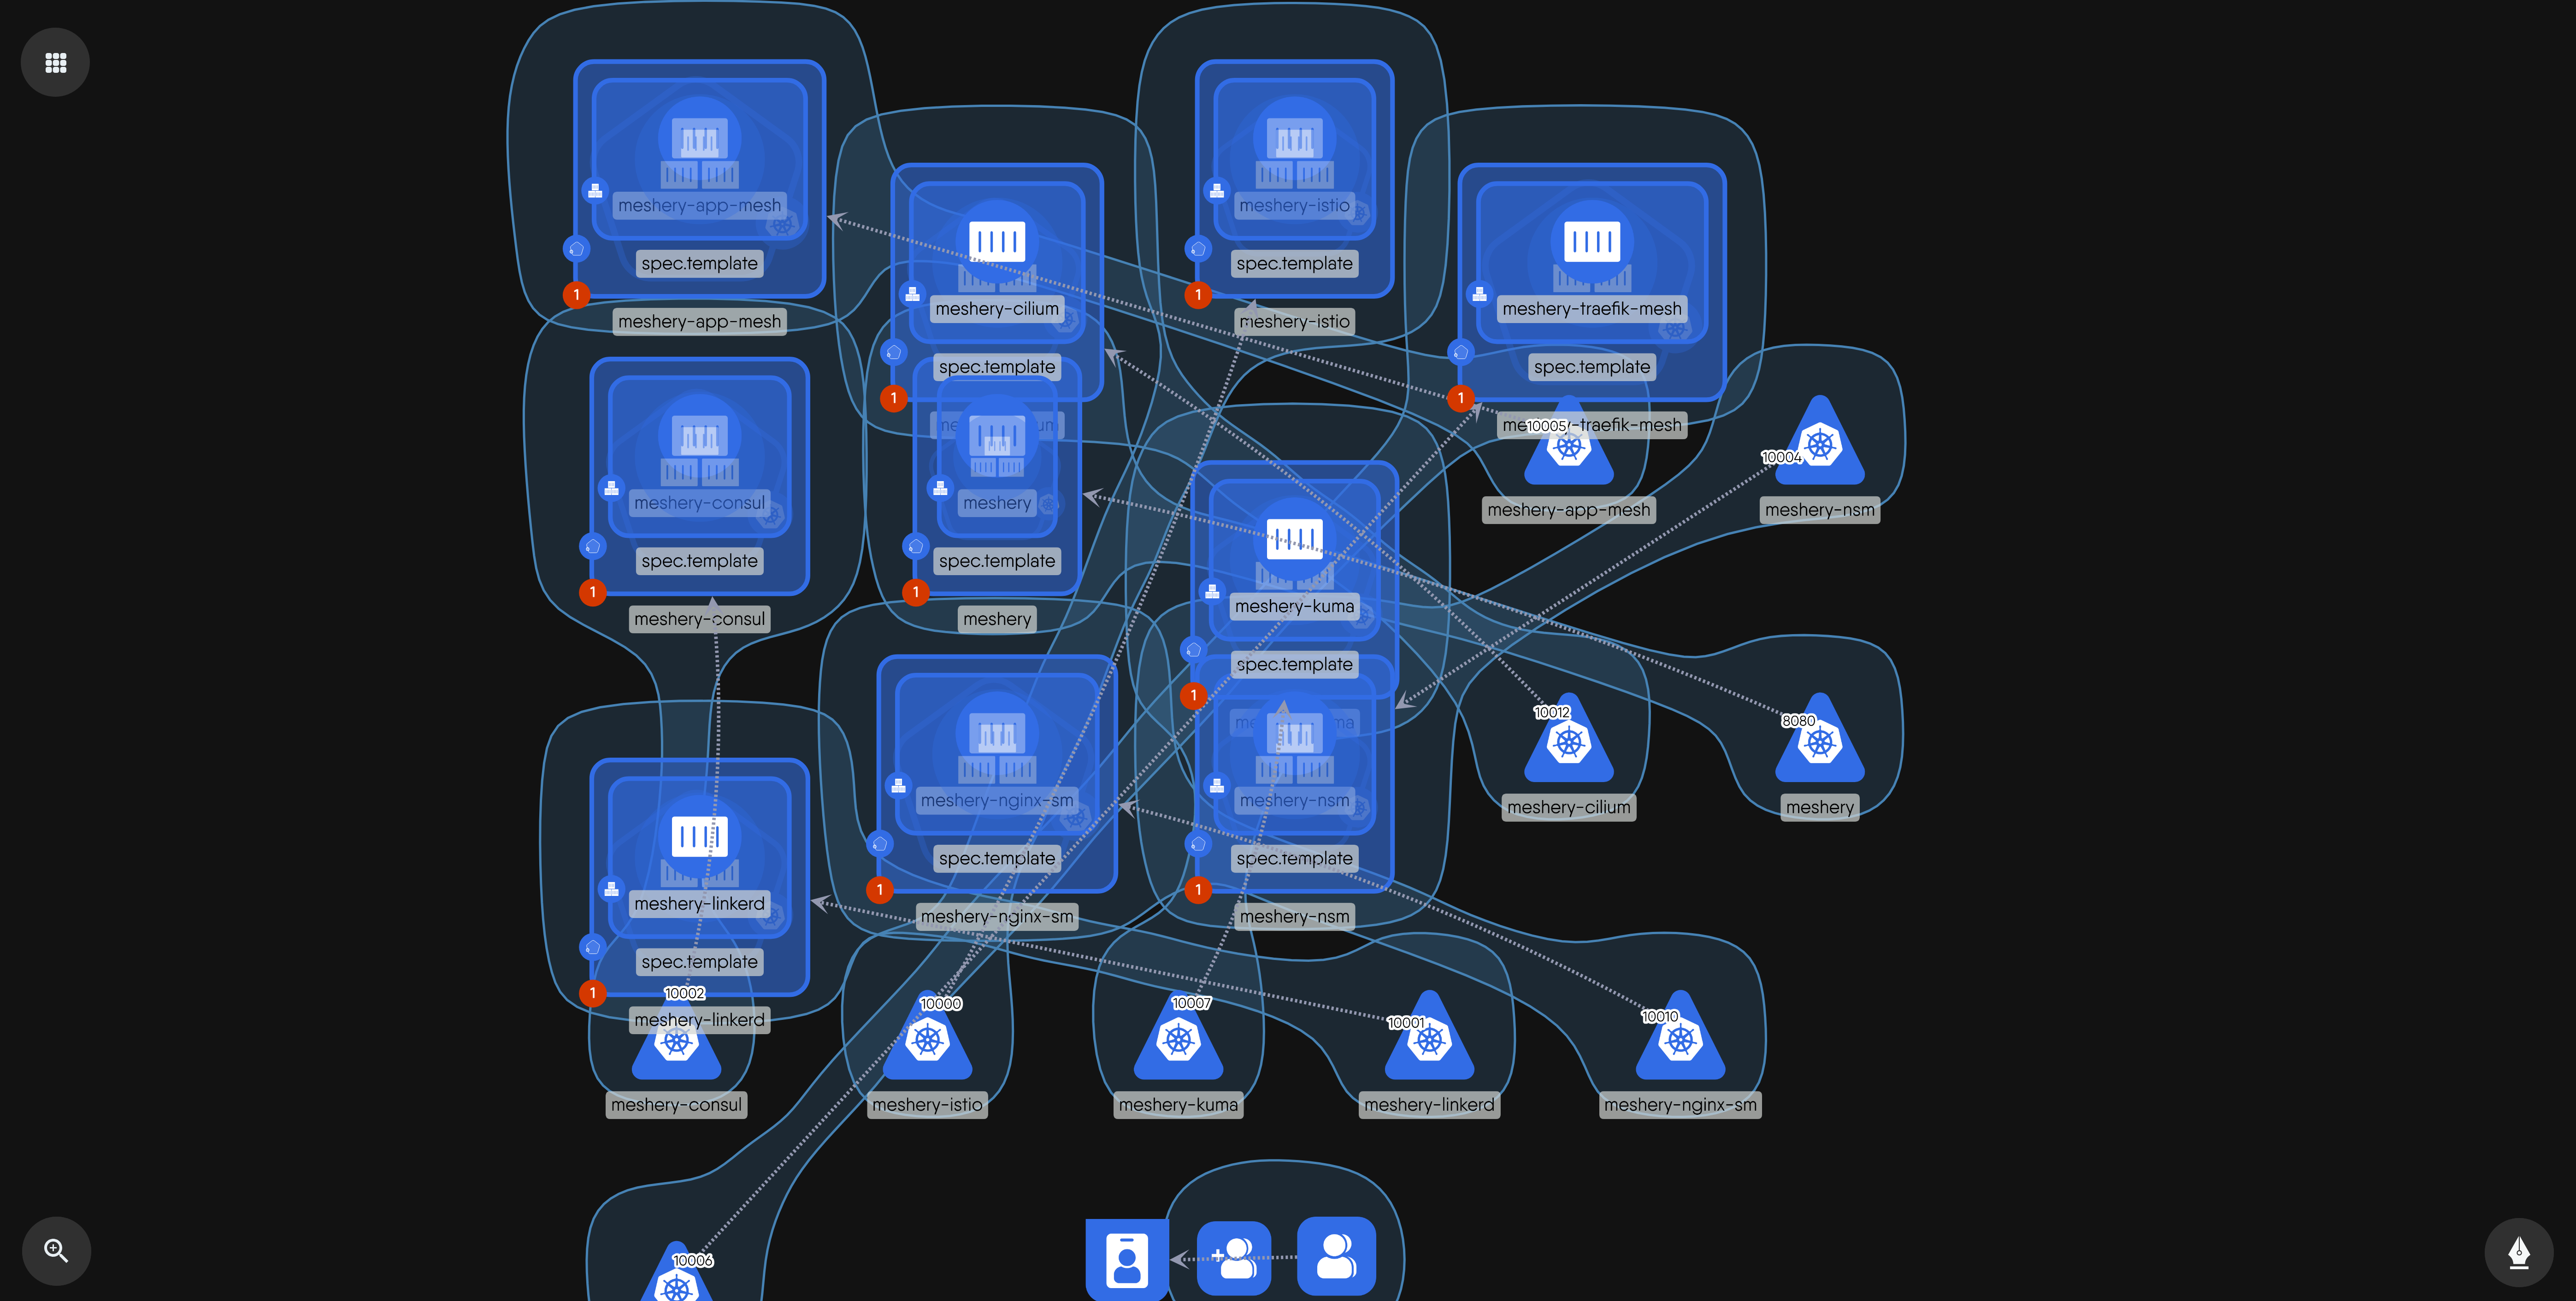 meshery-app-mesh
spec.template
1
meshery-app-mesh
meshery-cilium
spec.template
1
meshery-istio
spec.template
1
meshery-istio
meshery-traefik-mesh
spec.template
1
10005
meshery-app-mesh
10004
meshery-nsm
meshery-consul
spec.template
1
meshery-consul
meshery
spec.template
1
meshery
meshery-kuma
spec.template
1
10012
meshery-cilium
8080
meshery
meshery-linkerd
spec.template
1
meshery-linkerd
meshery-nginx-sm
spec.template
1
meshery-nginx-sm
meshery-nsm
spec.template
1
meshery-nsm
10002
meshery-consul
10000
meshery-istio
10007
meshery-kuma
10001
meshery-linkerd
10010
meshery-nginx-sm
10006